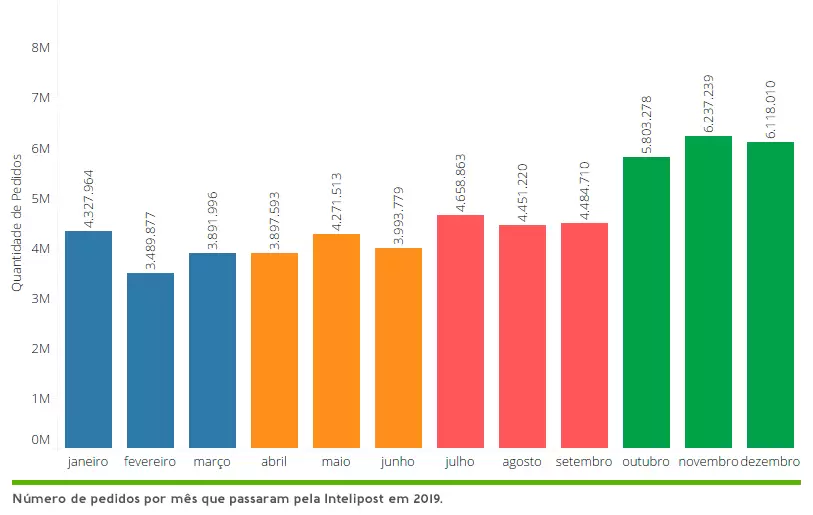 8M
7M
6M
5M
4M
3M
2M
1M
0M
Quantidade de Pedidos
4.327.964
3.489.877
3.891.996
3.897.593
4.271.513
3.993.779
4.658.863
4.451.220
4.484.710
5.803.278
6.237.239
6.118.010
janeiro fevereiro março abril maio junho julho agosto setembro outubro novembro dezembro
Número de pedidos por mês que passaram pela Intelipost em 2019.